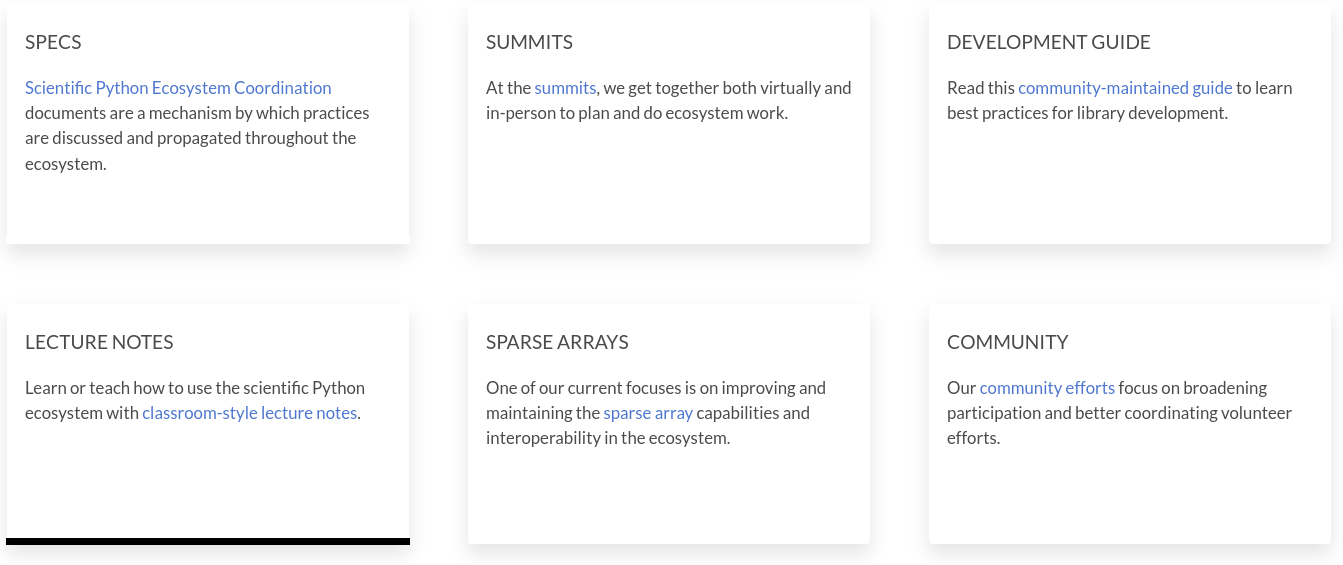 SPECS
Scientific Python Ecosystem Coordination
documents are a mechanism by which practices
are discussed and propagated throughout the
ecosystem.
SUMMITS
At the summits, we get together both virtually and
in-person to plan and do ecosystem work.
DEVELOPMENT GUIDE
Read this community-maintained guide to learn
best practices for library development.
LECTURE NOTES
Learn or teach how to use the scientific Python
ecosystem with classroom-style lecture notes.
SPARSE ARRAYS
One of our current focuses is on improving and
maintaining the sparse array capabilities and
interoperability in the ecosystem.
COMMUNITY
Our community efforts focus on broadening
participation and better coordinating volunteer
efforts.